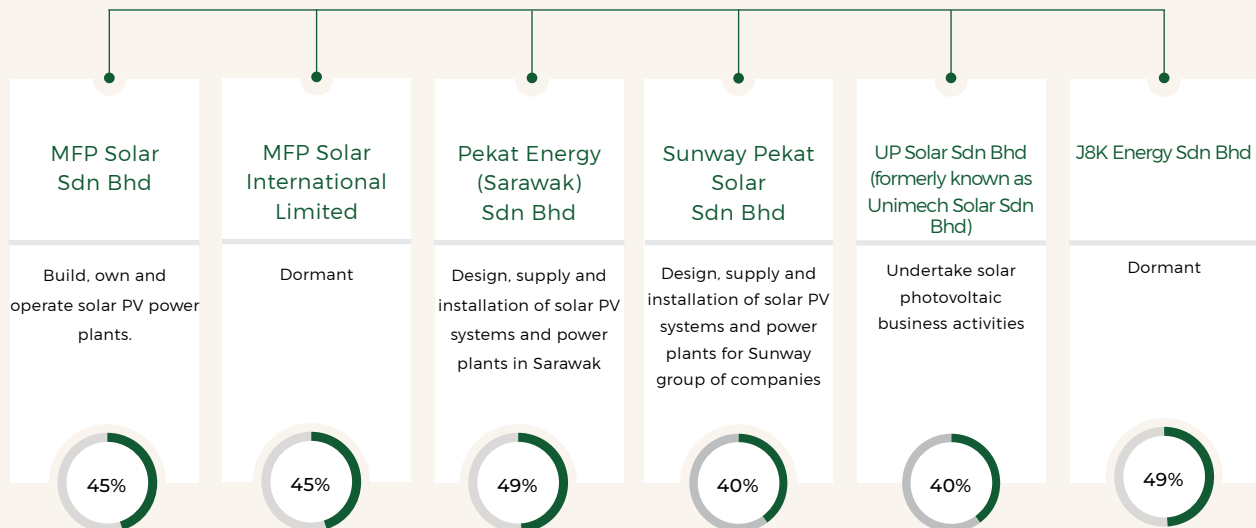 MFP Solar
Sdn Bhd
Build, own and
operate solar PV power
plants.
45%
MFP Solar
International
Limited
Dormant
45%
Pekat Energy
(Sarawak)
Sdn Bhd
Design, supply and
installation of solar PV
systems and power
plants in Sarawak
49%
Sunway Pekat
Solar
Sdn Bhd
Design, supply and
installation of solar PV
systems and power
plants for Sunway
group of companies
40%
UP Solar Sdn Bhd
(formerly known as
Unimech Solar Sdn
Bhd)
Undertake solar
photovoltaic
business activities
40%
J8K Energy Sdn Bhd
Dormant
49%